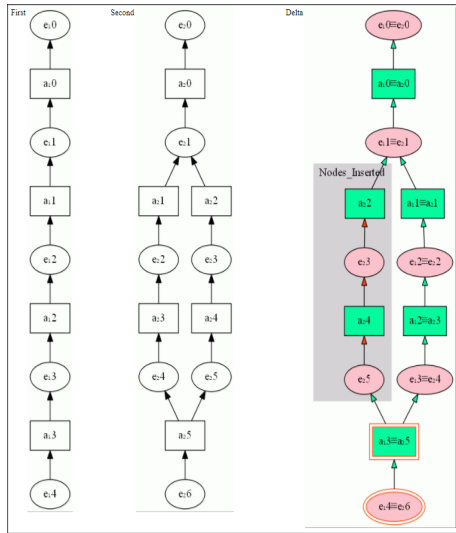 First Second Delta
e₁0 e₂0 e₁0≡e₂0
a₁0 a₂0 a₁0≡a₂0
e₁1 e₂1 e₁1≡e₂1
Nodes_Inserted
a₁1 a₂1 a₂2 a₂2 a₁1≡a₂1
e₁2 e₂2 e₂3 e₂3 e₁2≡e₂2
a₁2 a₂3 a₂4 a₂4 a₁2≡a₂3
e₁3 e₂4 e₂5 e₂5 e₁3≡e₂4
a₁3 a₂5 a₁3≡a₂5
e₁4 e₂6 e₁4≡e₂6